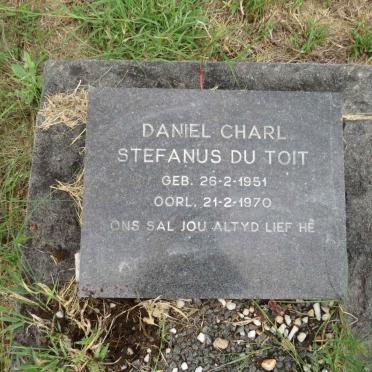 DANIEL CHARL
STEFANUS DU TOIT
GEB. 26-2-1951
OORL. 21-2-1970
ONS SAL JOU ALTYD LIEF HÊ